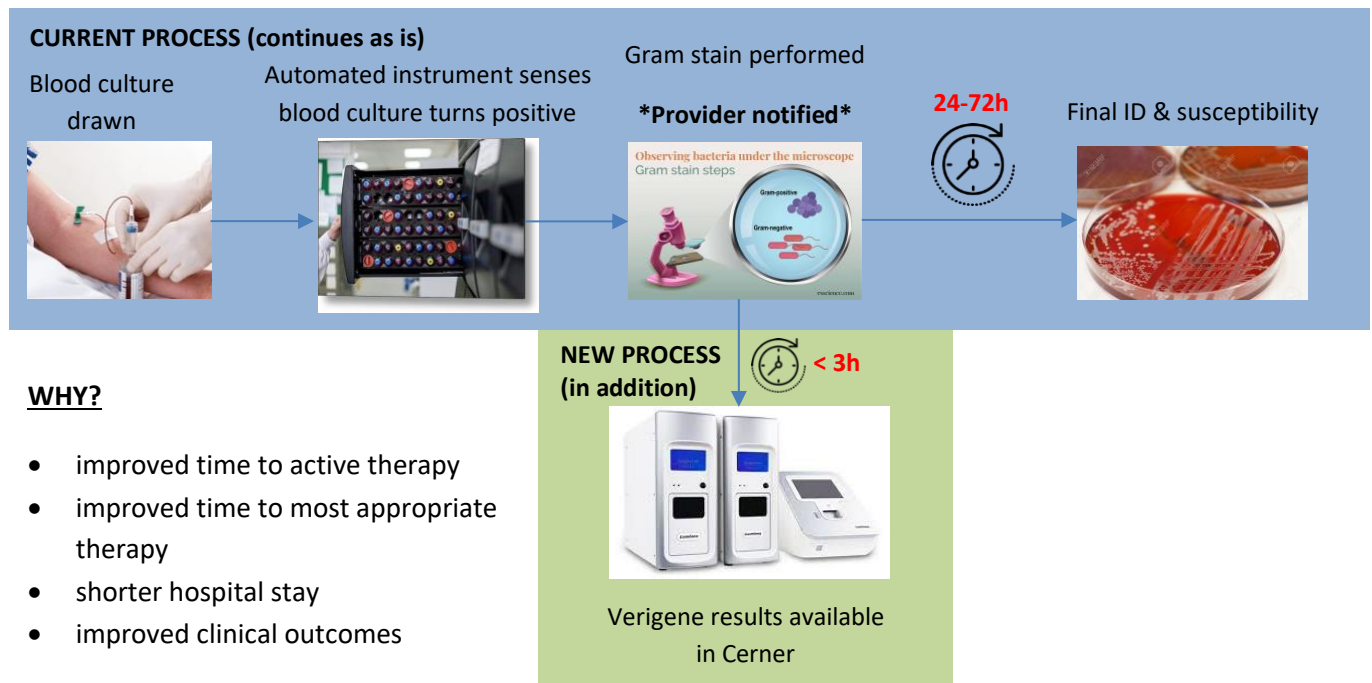 CURRENT PROCESS (continues as is)
Blood culture
drawn
Automated instrument senses
blood culture turns positive
Gram stain performed
*Provider notified*
Observing bacteria under the microscope
Gram stain steps
Gram-positive
Gram-negative
24-72h
Final ID & susceptibility
NEW PROCESS
(in addition)
< 3h
Verigene results available
in Cerner
WHY?
• improved time to active therapy
• improved time to most appropriate
therapy
• shorter hospital stay
• improved clinical outcomes